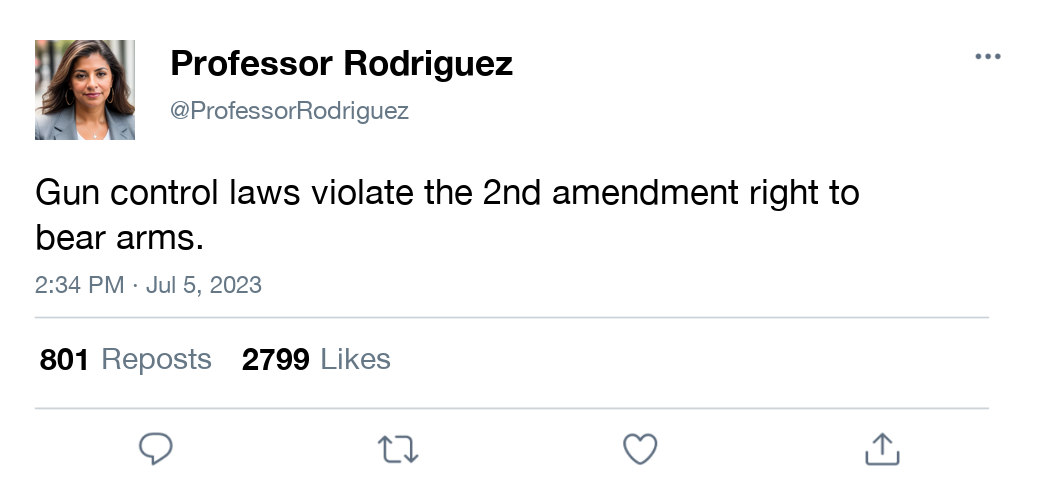 Professor Rodriguez
@ProfessorRodriguez
Gun control laws violate the 2nd amendment right to
bear arms.
2:34 PM · Jul 5, 2023
801 Reposts 2799 Likes